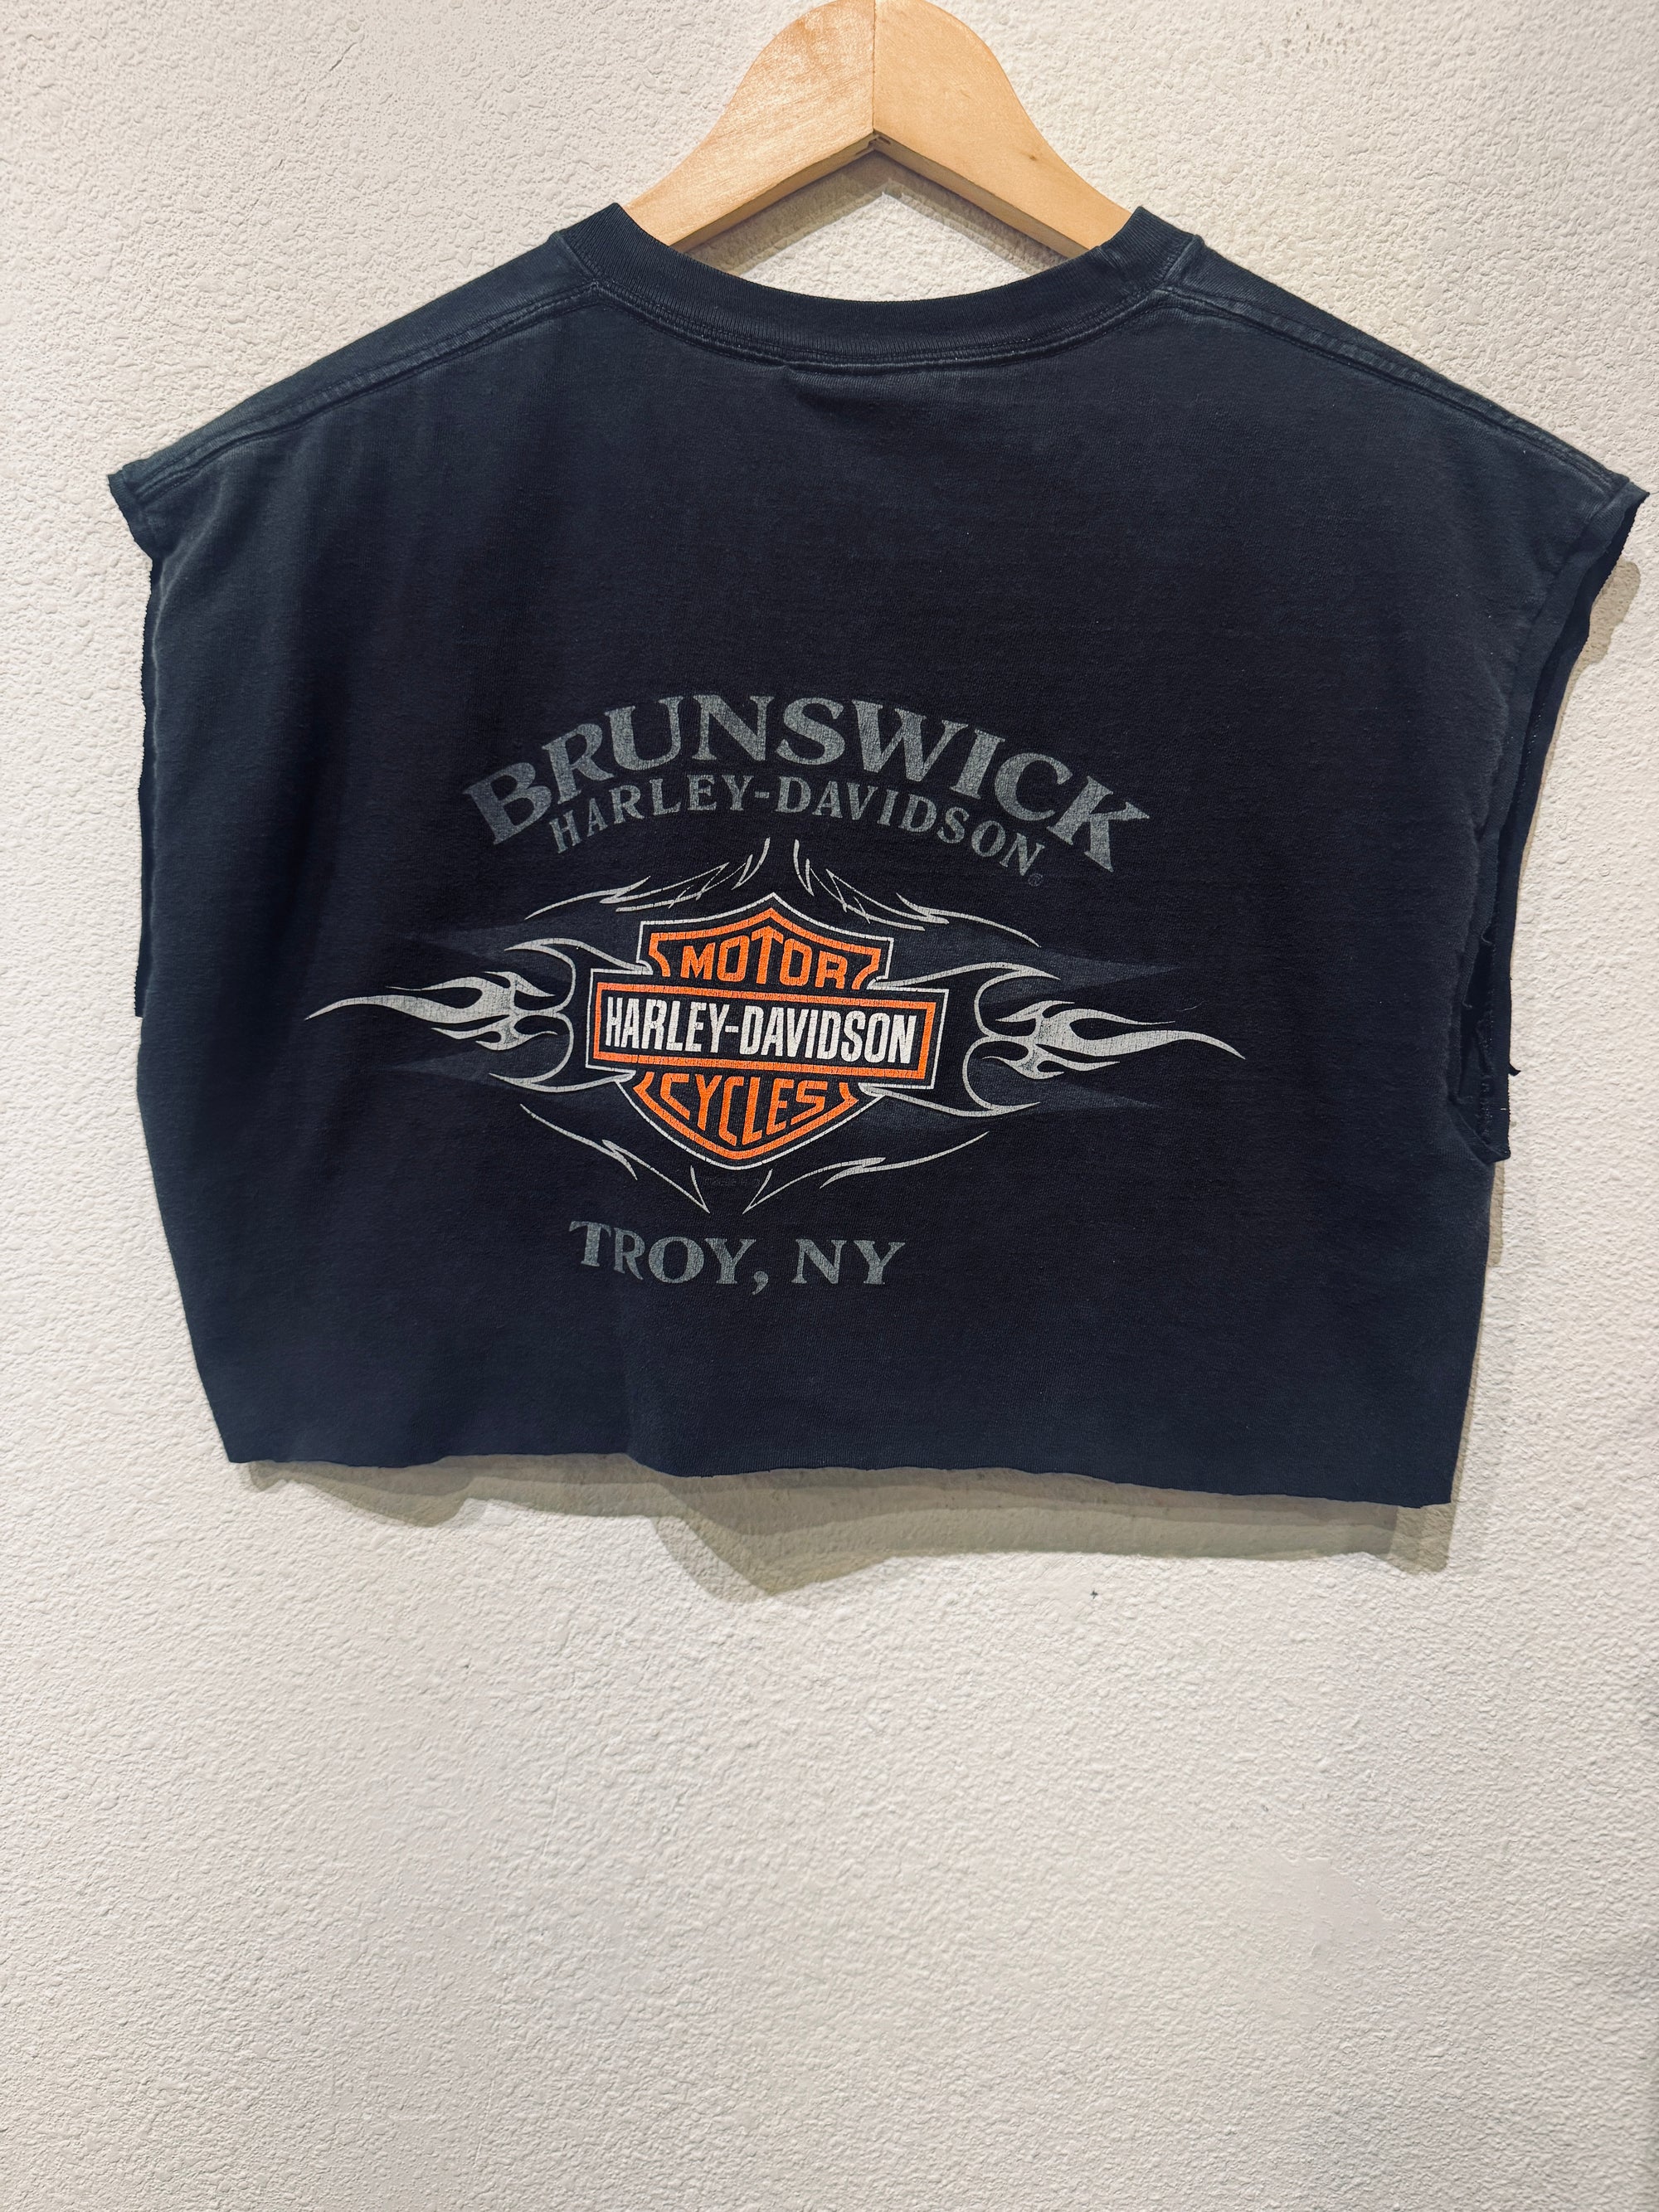 BRUNSWICK
HARLEY-DAVIDSON®
MOTOR
HARLEY-DAVIDSON
CYCLES
TROY, NY